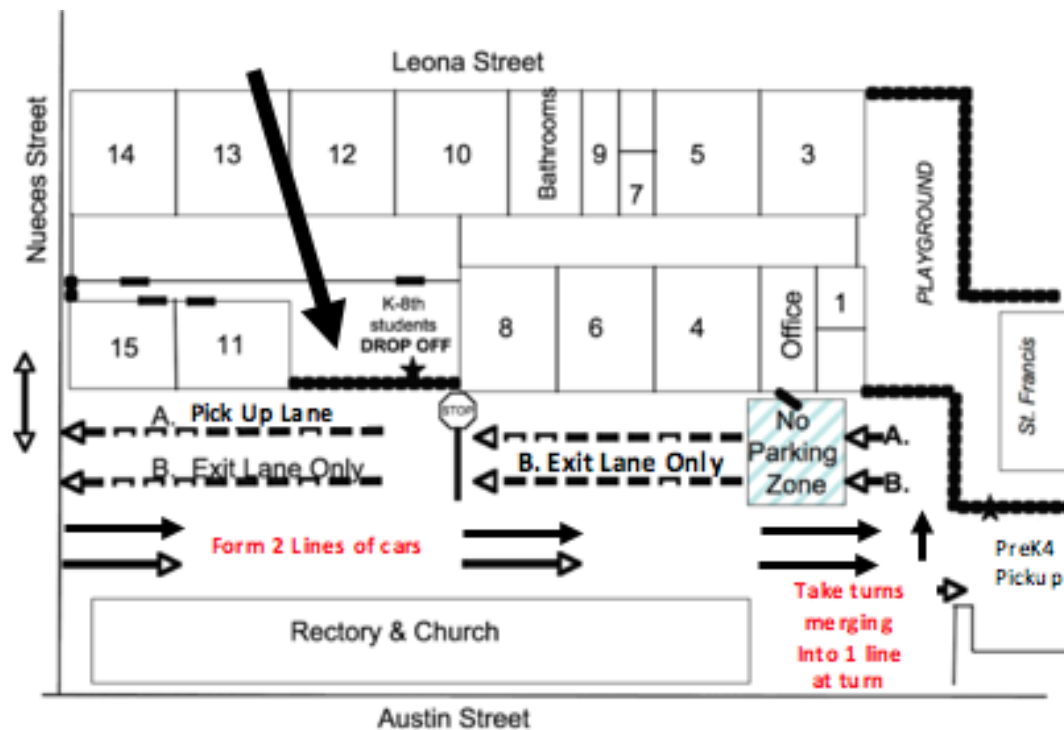 Leona Street
Nueces Street
14
13
12
10
Bathrooms
9
7
5
3
PLAYGROUND
K-8th
students
DROP OFF
15
11
8
6
4
Office
1
St. Francis
A. Pick Up Lane
STOP
No
Parking
Zone
A.
B. Exit Lane Only
B. Exit Lane Only
B.
Form 2 Lines of cars
PreK4
Pickup
Take turns
merging
Into 1 line
at turn
Rectory & Church
Austin Street